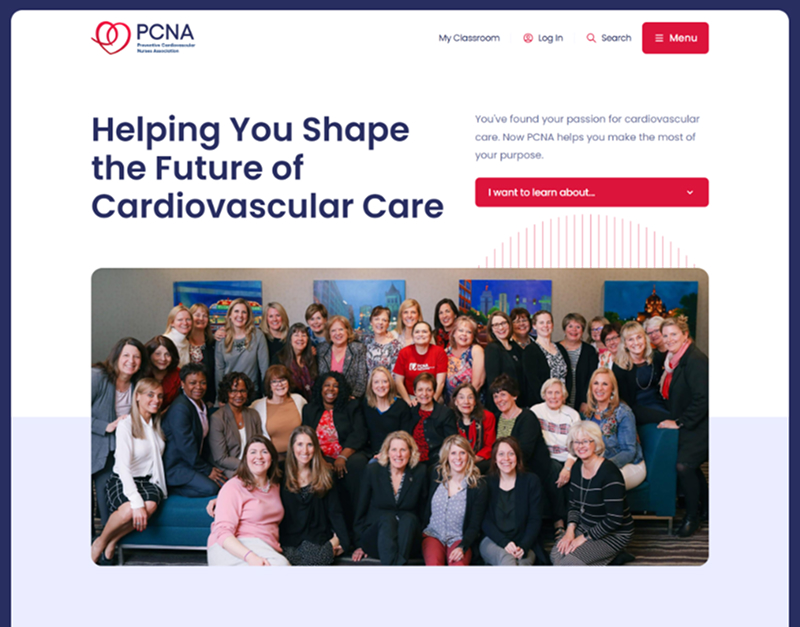 PCNA
Preventive Cardiovascular
Nurses Association
My Classroom
Log In
Search
Menu
Helping You Shape
the Future of
Cardiovascular Care
You've found your passion for cardiovascular
care. Now PCNA helps you make the most of
your purpose.
I want to learn about...